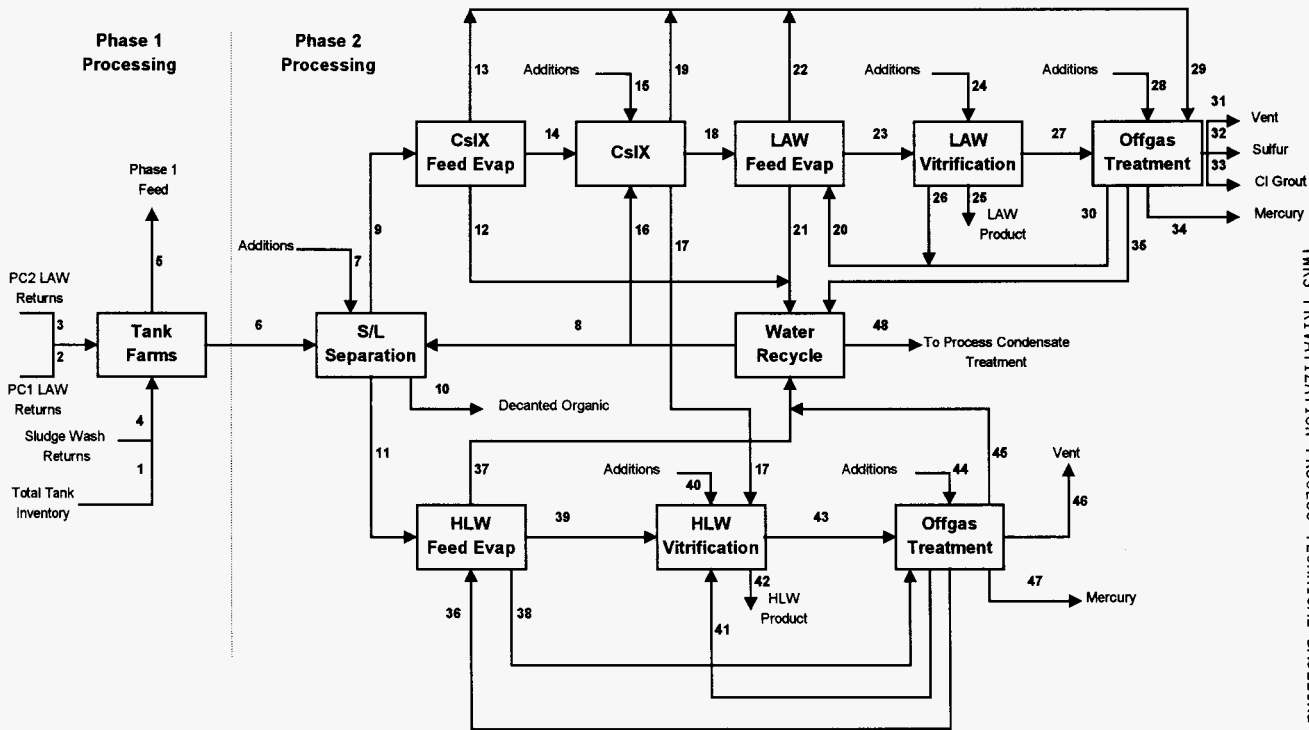 Phase 1
Processing
Phase 2
Processing
13
Additions
15
19
22
Additions
24
Additions
28
29
31
Vent
32
Sulfur
33
CI Grout
34
Mercury
CsIX
Feed Evap
14
CsIX
18
LAW
Feed Evap
23
LAW
Vitrification
27
Offgas
Treatment
Phase 1
Feed
5
9
12
16
17
21
20
26
25
LAW
Product
30
35
Additions
7
PC2 LAW
Returns
3
2
PC1 LAW
Returns
Tank
Farms
6
S/L
Separation
8
Water
Recycle
48
To Process Condensate
Treatment
10
Decanted Organic
4
Sludge Wash
Returns
1
Total Tank
Inventory
11
37
Additions
40
17
Additions
44
45
Vent
46
HLW
Feed Evap
39
HLW
Vitrification
43
Offgas
Treatment
47
Mercury
36
38
41
42
HLW
Product